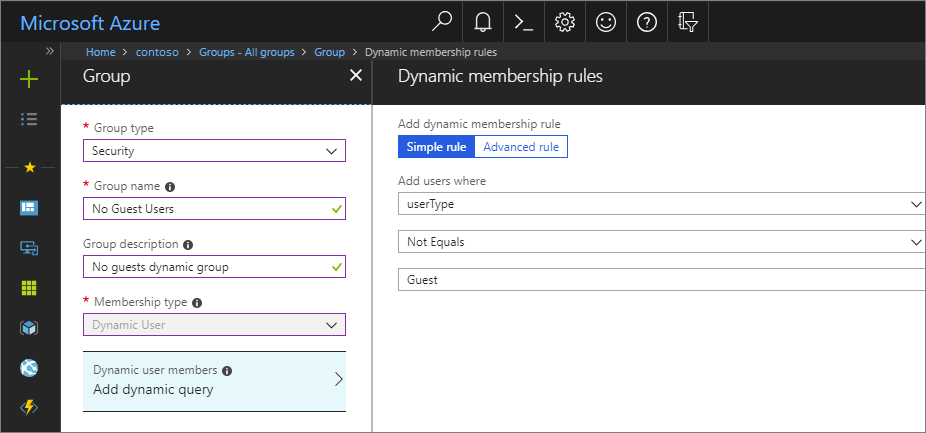 Microsoft Azure
Home > contoso > Groups - All groups > Group > Dynamic membership rules
Group
* Group type
Security
* Group name
No Guest Users
Group description
No guests dynamic group
* Membership type
Dynamic User
Dynamic user members
Add dynamic query
Dynamic membership rules
Add dynamic membership rule
Simple rule Advanced rule
Add users where
userType
Not Equals
Guest